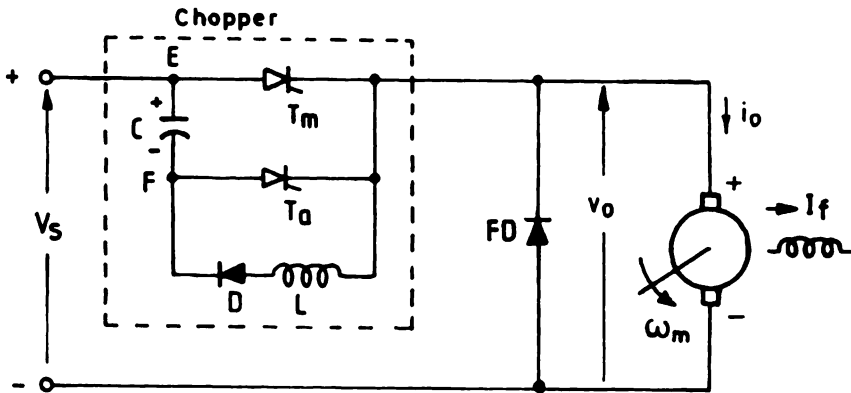 Chopper
E
+
Tm
+
C
-
F
Ta
Vs
D
L
FD
vo
io
+
If
ωm
-
-